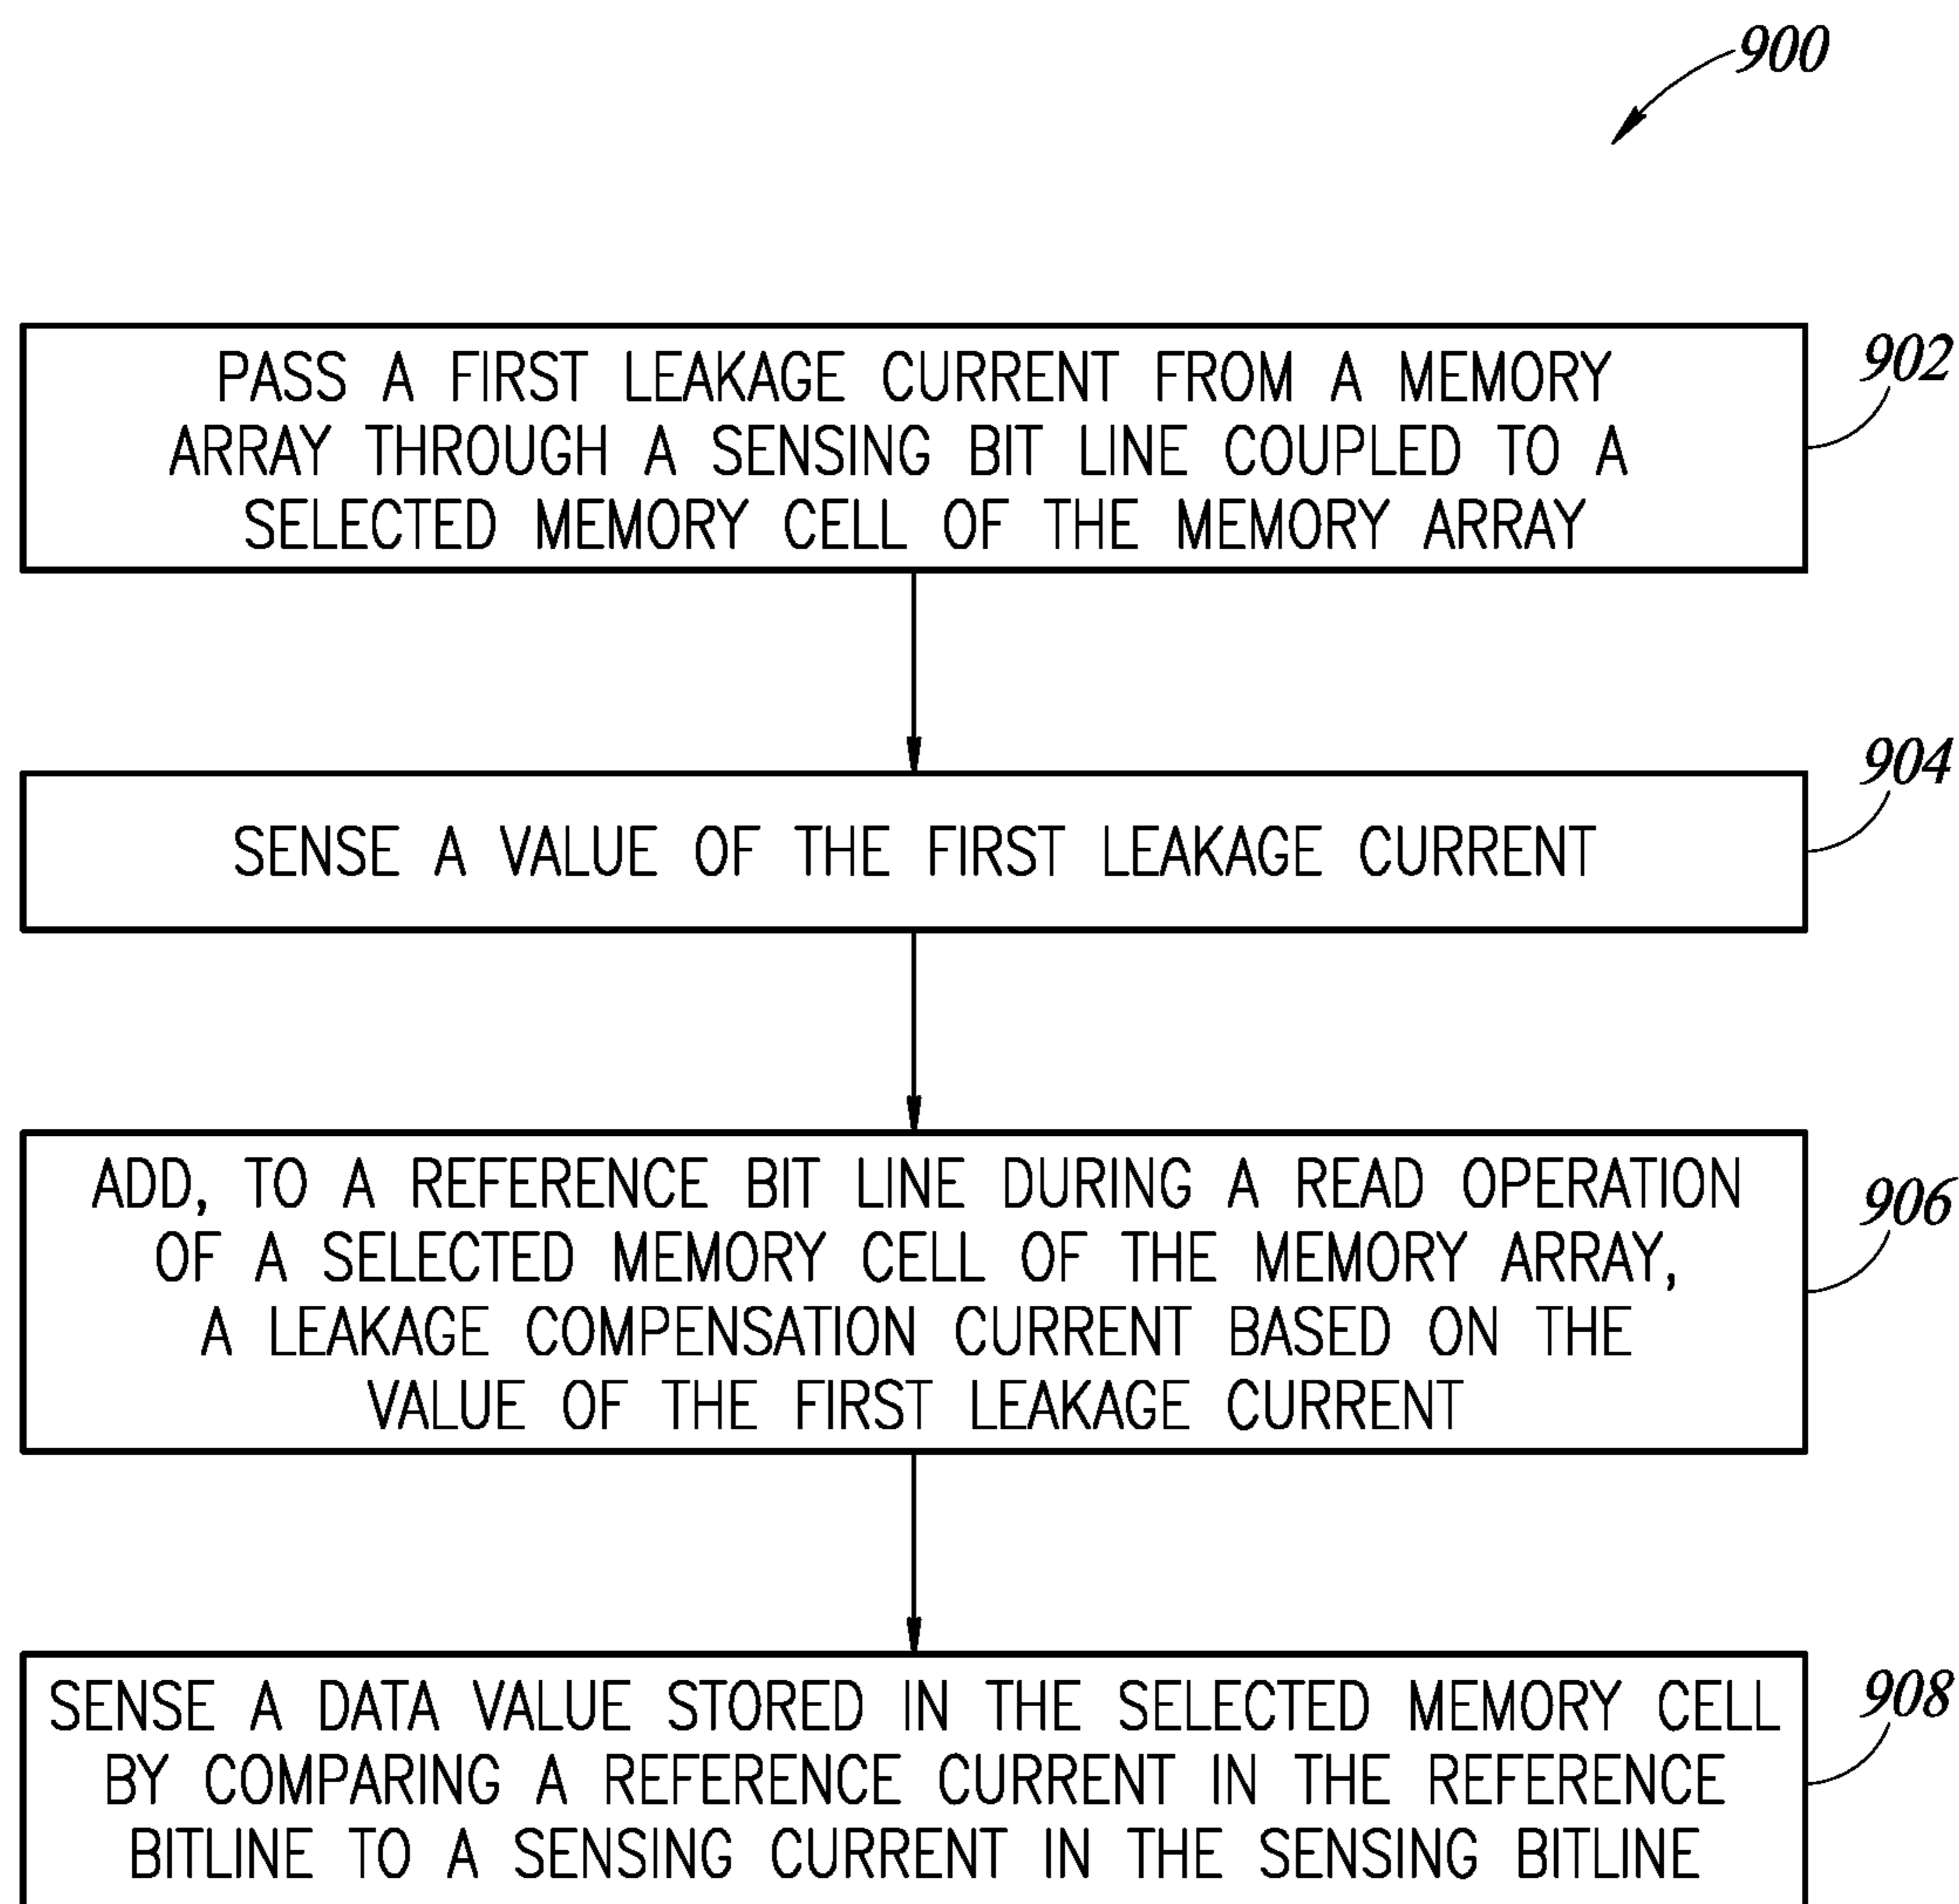 900
PASS A FIRST LEAKAGE CURRENT FROM A MEMORY
ARRAY THROUGH A SENSING BIT LINE COUPLED TO A
SELECTED MEMORY CELL OF THE MEMORY ARRAY
902
SENSE A VALUE OF THE FIRST LEAKAGE CURRENT
904
ADD, TO A REFERENCE BIT LINE DURING A READ OPERATION
OF A SELECTED MEMORY CELL OF THE MEMORY ARRAY,
A LEAKAGE COMPENSATION CURRENT BASED ON THE
VALUE OF THE FIRST LEAKAGE CURRENT
906
SENSE A DATA VALUE STORED IN THE SELECTED MEMORY CELL
BY COMPARING A REFERENCE CURRENT IN THE REFERENCE
BITLINE TO A SENSING CURRENT IN THE SENSING BITLINE
908